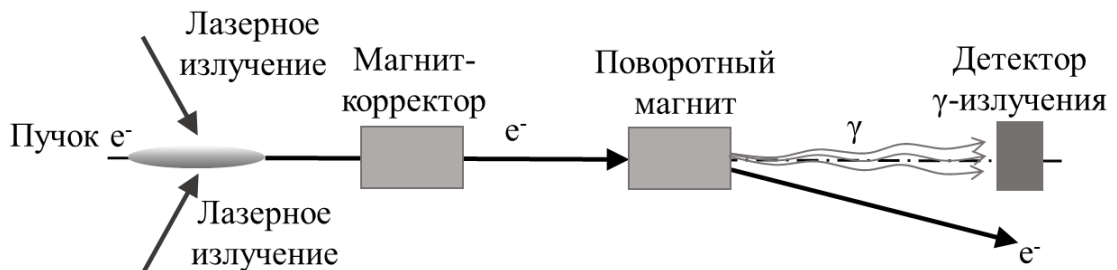 Лазерное
излучение
Магнит-
корректор
Поворотный
магнит
Детектор
γ-излучения
Пучок e-
e-
γ
Лазерное
излучение
e-